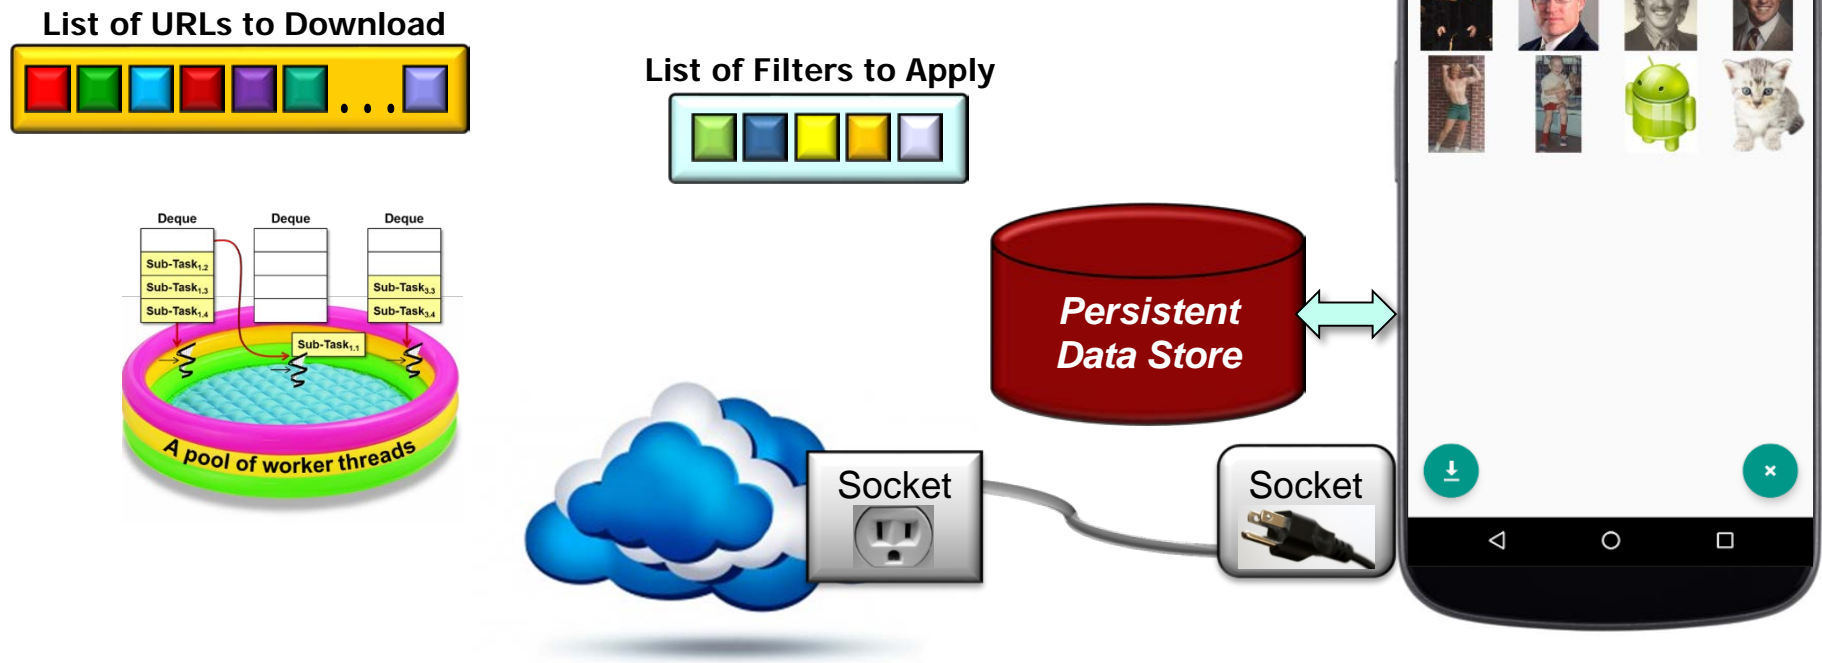 List of URLs to Download
. . .
List of Filters to Apply
Deque
Deque
Deque
Sub-Task1.2
Sub-Task1.3
Sub-Task1.4
Sub-Task3.3
Sub-Task3.4
Sub-Task1.1
A pool of worker threads
Persistent
Data Store
Socket
Socket